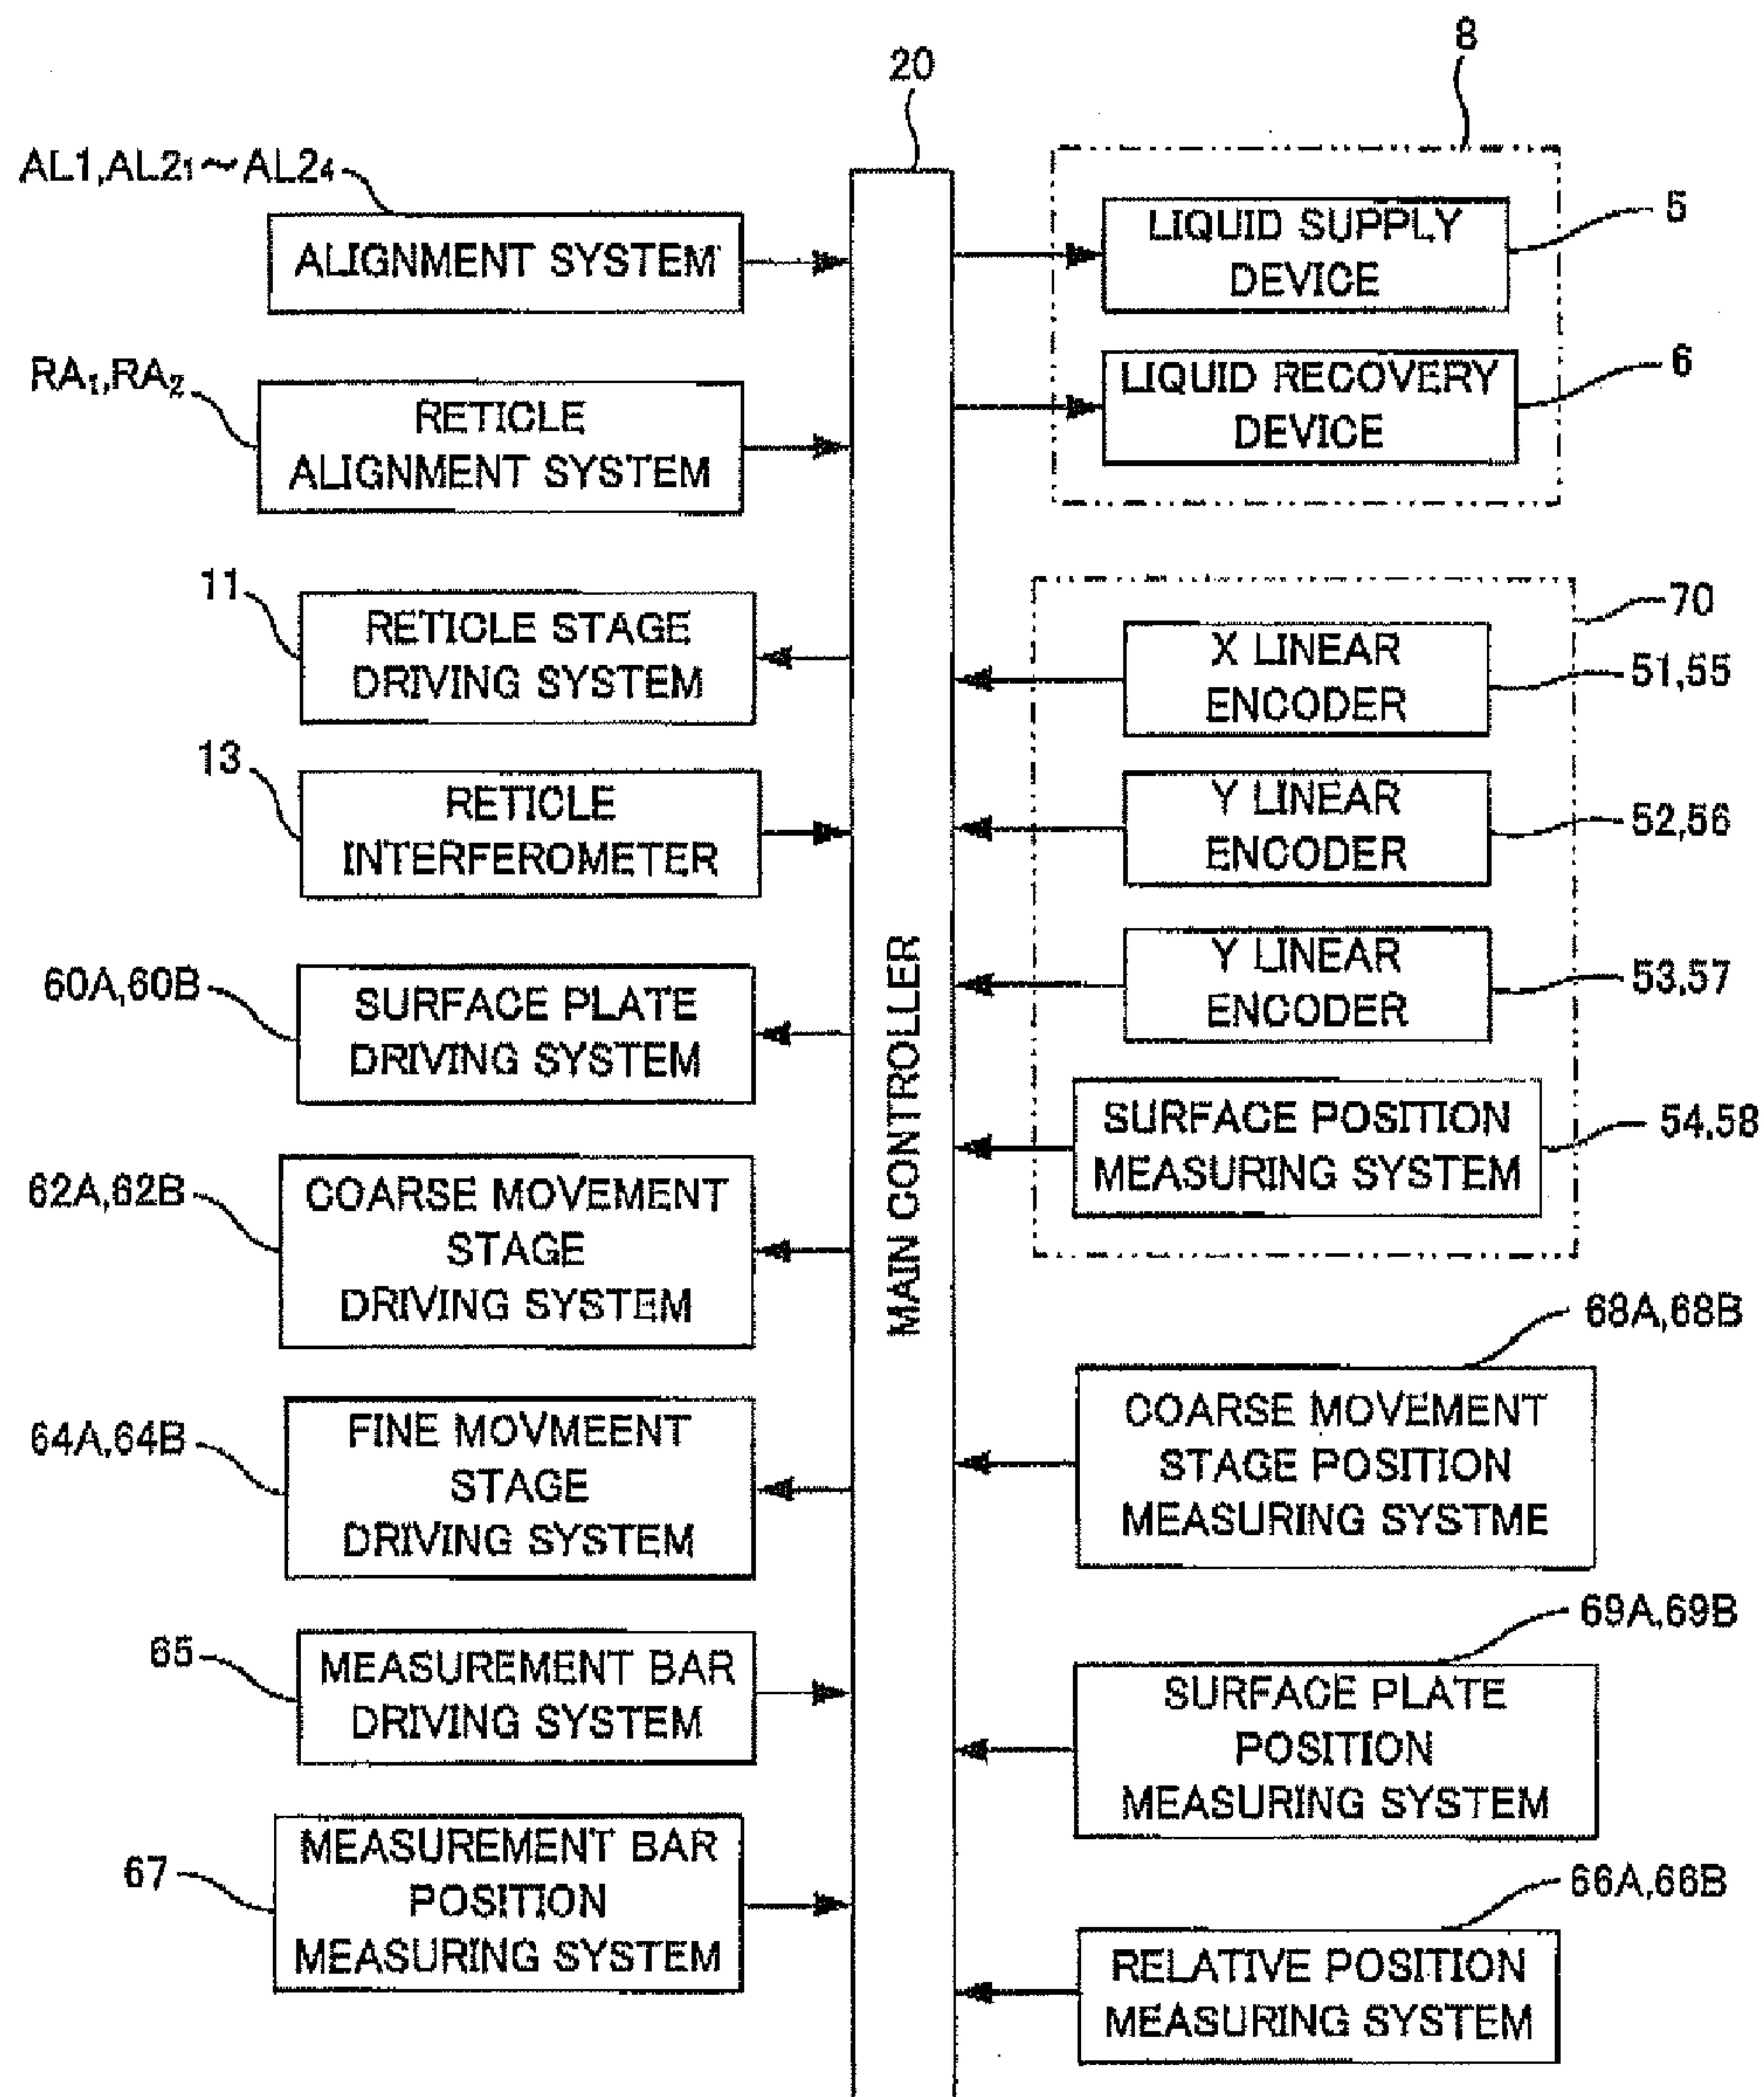 20
8
AL1,AL2₁～AL2₄
ALIGNMENT SYSTEM
RA₁,RA₂
RETICLE
ALIGNMENT SYSTEM
11
RETICLE STAGE
DRIVING SYSTEM
13
RETICLE
INTERFEROMETER
60A,60B
SURFACE PLATE
DRIVING SYSTEM
62A,62B
COARSE MOVEMENT
STAGE
DRIVING SYSTEM
64A,64B
FINE MOVMEENT
STAGE
DRIVING SYSTEM
65
MEASUREMENT BAR
DRIVING SYSTEM
67
MEASUREMENT BAR
POSITION
MEASURING SYSTEM
MAIN CONTROLLER
LIQUID SUPPLY
DEVICE
5
LIQUID RECOVERY
DEVICE
6
70
X LINEAR
ENCODER
51,55
Y LINEAR
ENCODER
52,56
Y LINEAR
ENCODER
53,57
SURFACE POSITION
MEASURING SYSTEM
54,58
68A,68B
COARSE MOVEMENT
STAGE POSITION
MEASURING SYSTME
69A,69B
SURFACE PLATE
POSITION
MEASURING SYSTEM
66A,66B
RELATIVE POSITION
MEASURING SYSTEM